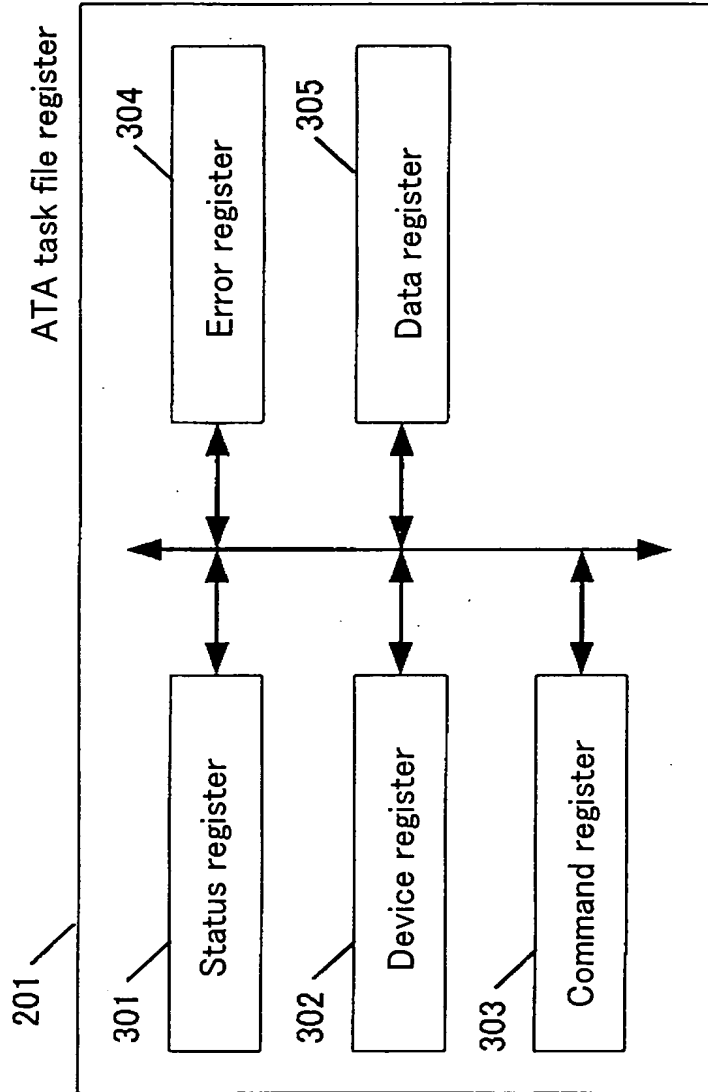 201
ATA task file register
301
Status register
302
Device register
303
Command register
304
Error register
305
Data register